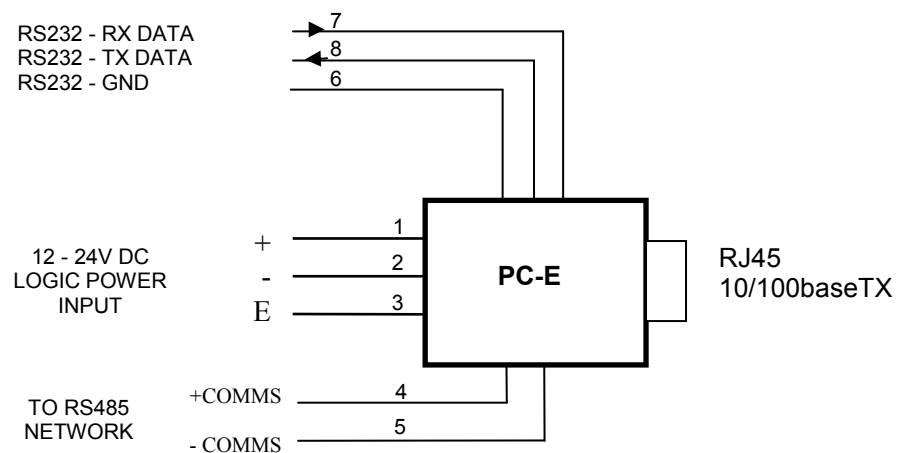 RS232 - RX DATA
7
RS232 - TX DATA
8
RS232 - GND
6
12 - 24V DC
LOGIC POWER
INPUT
+
1
-
2
E
3
PC-E
RJ45
10/100baseTX
TO RS485
NETWORK
+COMMS
4
- COMMS
5